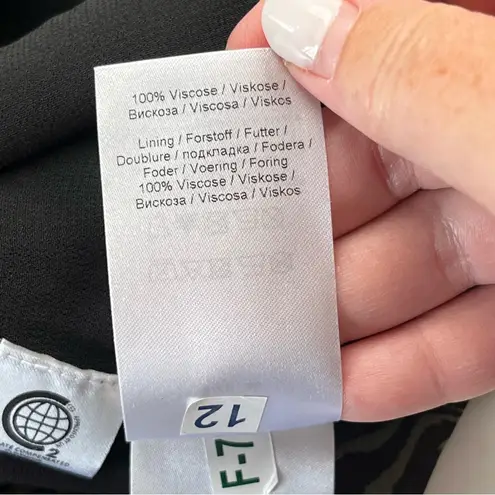 100% Viscose / Viskose /
Вискоза / Viscosa / Viskos
Lining / Forstoff / Futter /
Doublure / подкладка / Fodera /
Foder / Voering / Foring
100% Viscose / Viskose /
Вискоза / Viscosa / Viskos
12
F-7
2